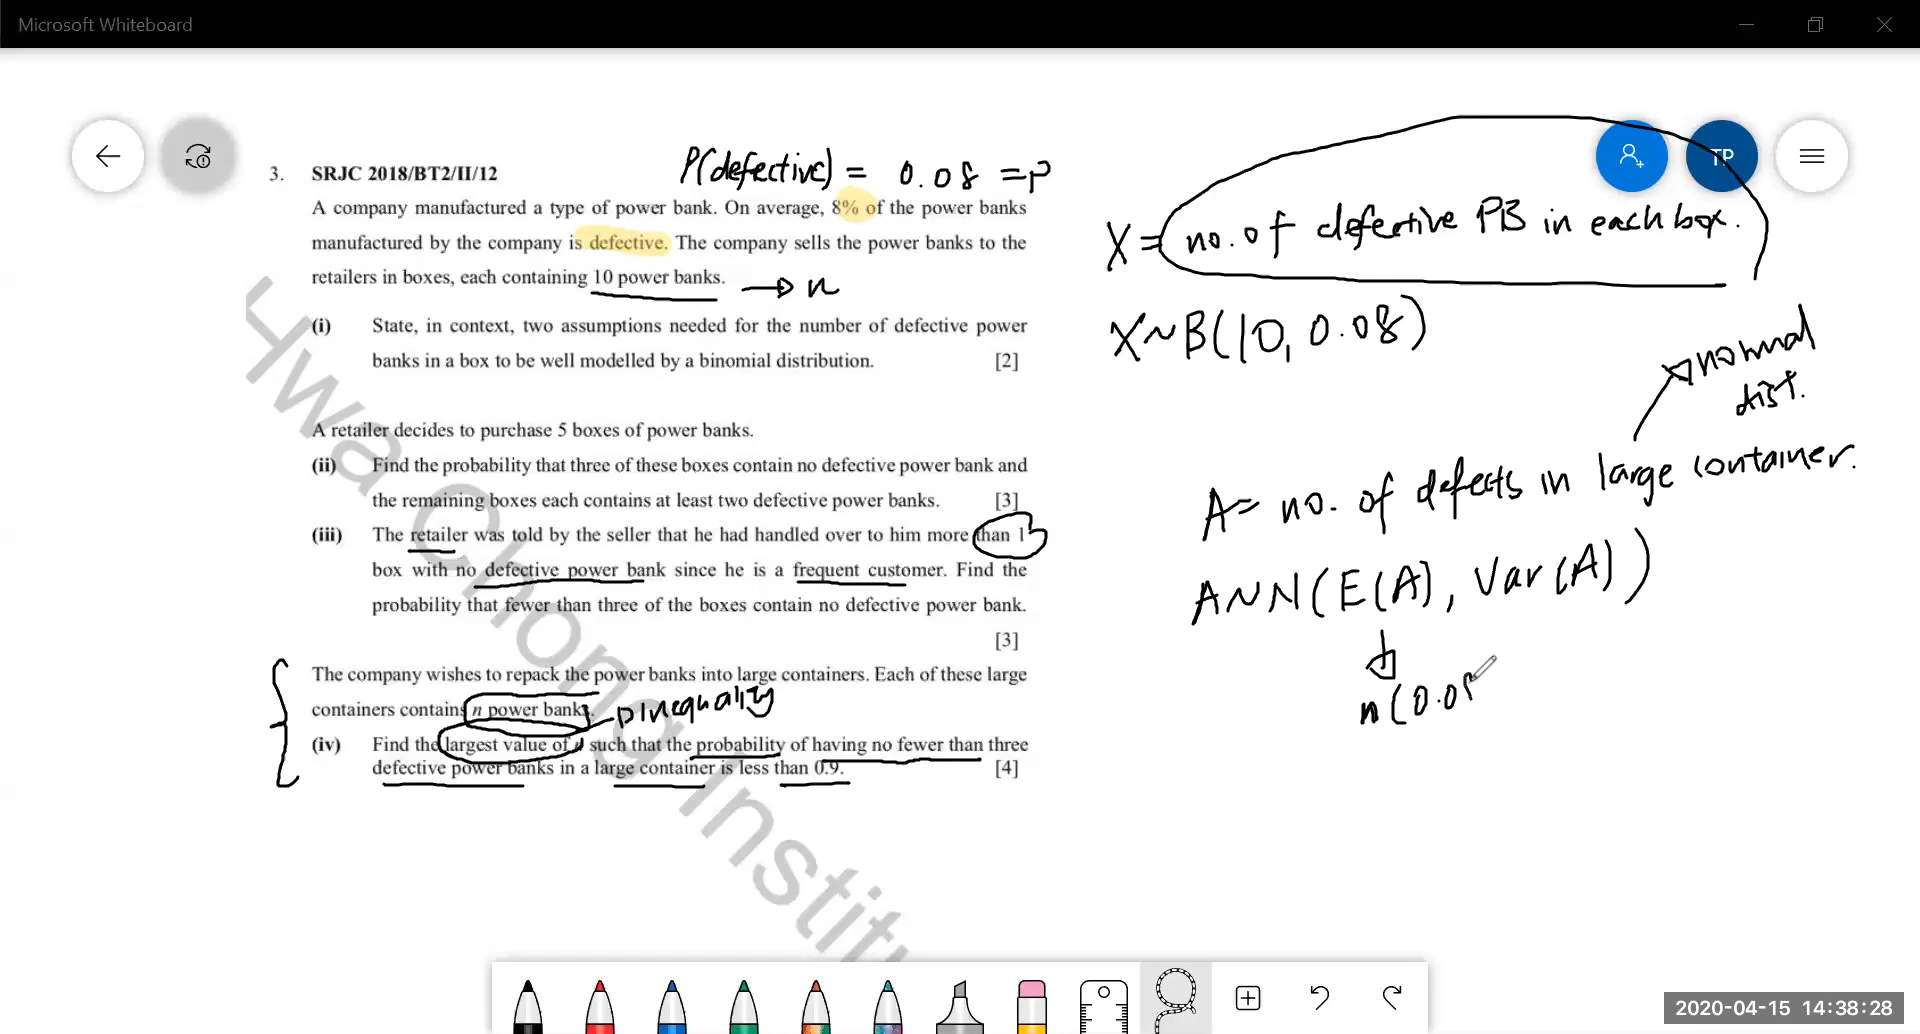 Microsoft Whiteboard
TP
3. SRJC 2018/BT2/II/12
P(defective) = 0.08 = P
A company manufactured a type of power bank. On average, 8% of the power banks
manufactured by the company is defective. The company sells the power banks to the
retailers in boxes, each containing 10 power banks. → n
(i) State, in context, two assumptions needed for the number of defective power
banks in a box to be well modelled by a binomial distribution. [2]
A retailer decides to purchase 5 boxes of power banks.
(ii) Find the probability that three of these boxes contain no defective power bank and
the remaining boxes each contains at least two defective power banks. [3]
(iii) The retailer was told by the seller that he had handled over to him more than 1
box with no defective power bank since he is a frequent customer. Find the
probability that fewer than three of the boxes contain no defective power bank.
[3]
The company wishes to repack the power banks into large containers. Each of these large
containers contains n power banks.
inequality
(iv) Find the largest value of n such that the probability of having no fewer than three
defective power banks in a large container is less than 0.9. [4]
X = no. of defective PB in each box.
X~B(10, 0.08)
normal
dist.
A = no. of defects in large container.
A~N(E(A), Var(A))
n(0.0
Hwa Chong Institu
2020-04-15 14:38:28